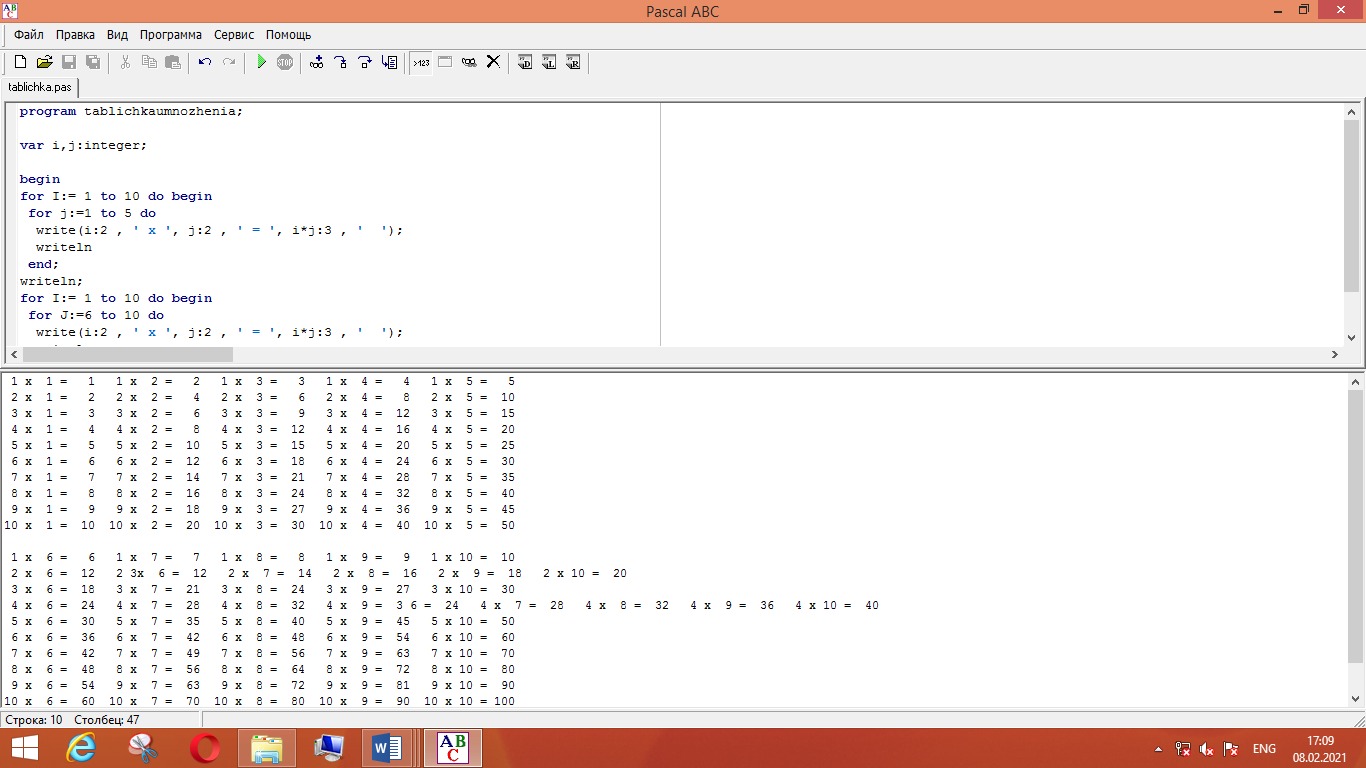 Pascal ABC
Файл Правка Вид Программа Сервис Помощь
tablichka.pas
program tablichkaumnozhenia;
var i,j:integer;
begin
for I:= 1 to 10 do begin
for j:=1 to 5 do
write(i:2 , ' x ', j:2 , ' = ', i*j:3 , '  ');
writeln
end;
writeln;
for I:= 1 to 10 do begin
for J:=6 to 10 do
write(i:2 , ' x ', j:2 , ' = ', i*j:3 , '  ');
1 x  1 =   1   1 x  2 =   2   1 x  3 =   3   1 x  4 =   4   1 x  5 =   5
2 x  1 =   2   2 x  2 =   4   2 x  3 =   6   2 x  4 =   8   2 x  5 =  10
3 x  1 =   3   3 x  2 =   6   3 x  3 =   9   3 x  4 =  12   3 x  5 =  15
4 x  1 =   4   4 x  2 =   8   4 x  3 =  12   4 x  4 =  16   4 x  5 =  20
5 x  1 =   5   5 x  2 =  10   5 x  3 =  15   5 x  4 =  20   5 x  5 =  25
6 x  1 =   6   6 x  2 =  12   6 x  3 =  18   6 x  4 =  24   6 x  5 =  30
7 x  1 =   7   7 x  2 =  14   7 x  3 =  21   7 x  4 =  28   7 x  5 =  35
8 x  1 =   8   8 x  2 =  16   8 x  3 =  24   8 x  4 =  32   8 x  5 =  40
9 x  1 =   9   9 x  2 =  18   9 x  3 =  27   9 x  4 =  36   9 x  5 =  45
10 x  1 =  10  10 x  2 =  20  10 x  3 =  30  10 x  4 =  40  10 x  5 =  50
1 x  6 =   6   1 x  7 =   7   1 x  8 =   8   1 x  9 =   9   1 x 10 =  10
2 x  6 =  12   2 3x  6 =  12   2 x  7 =  14   2 x  8 =  16   2 x  9 =  18   2 x 10 =  20
3 x  6 =  18   3 x  7 =  21   3 x  8 =  24   3 x  9 =  27   3 x 10 =  30
4 x  6 =  24   4 x  7 =  28   4 x  8 =  32   4 x  9 =  3 6 =  24   4 x  7 =  28   4 x  8 =  32   4 x  9 =  36   4 x 10 =  40
5 x  6 =  30   5 x  7 =  35   5 x  8 =  40   5 x  9 =  45   5 x 10 =  50
6 x  6 =  36   6 x  7 =  42   6 x  8 =  48   6 x  9 =  54   6 x 10 =  60
7 x  6 =  42   7 x  7 =  49   7 x  8 =  56   7 x  9 =  63   7 x 10 =  70
8 x  6 =  48   8 x  7 =  56   8 x  8 =  64   8 x  9 =  72   8 x 10 =  80
9 x  6 =  54   9 x  7 =  63   9 x  8 =  72   9 x  9 =  81   9 x 10 =  90
10 x  6 =  60  10 x  7 =  70  10 x  8 =  80  10 x  9 =  90  10 x 10 = 100
Строка: 10 Столбец: 47
ENG 17:09
08.02.2021